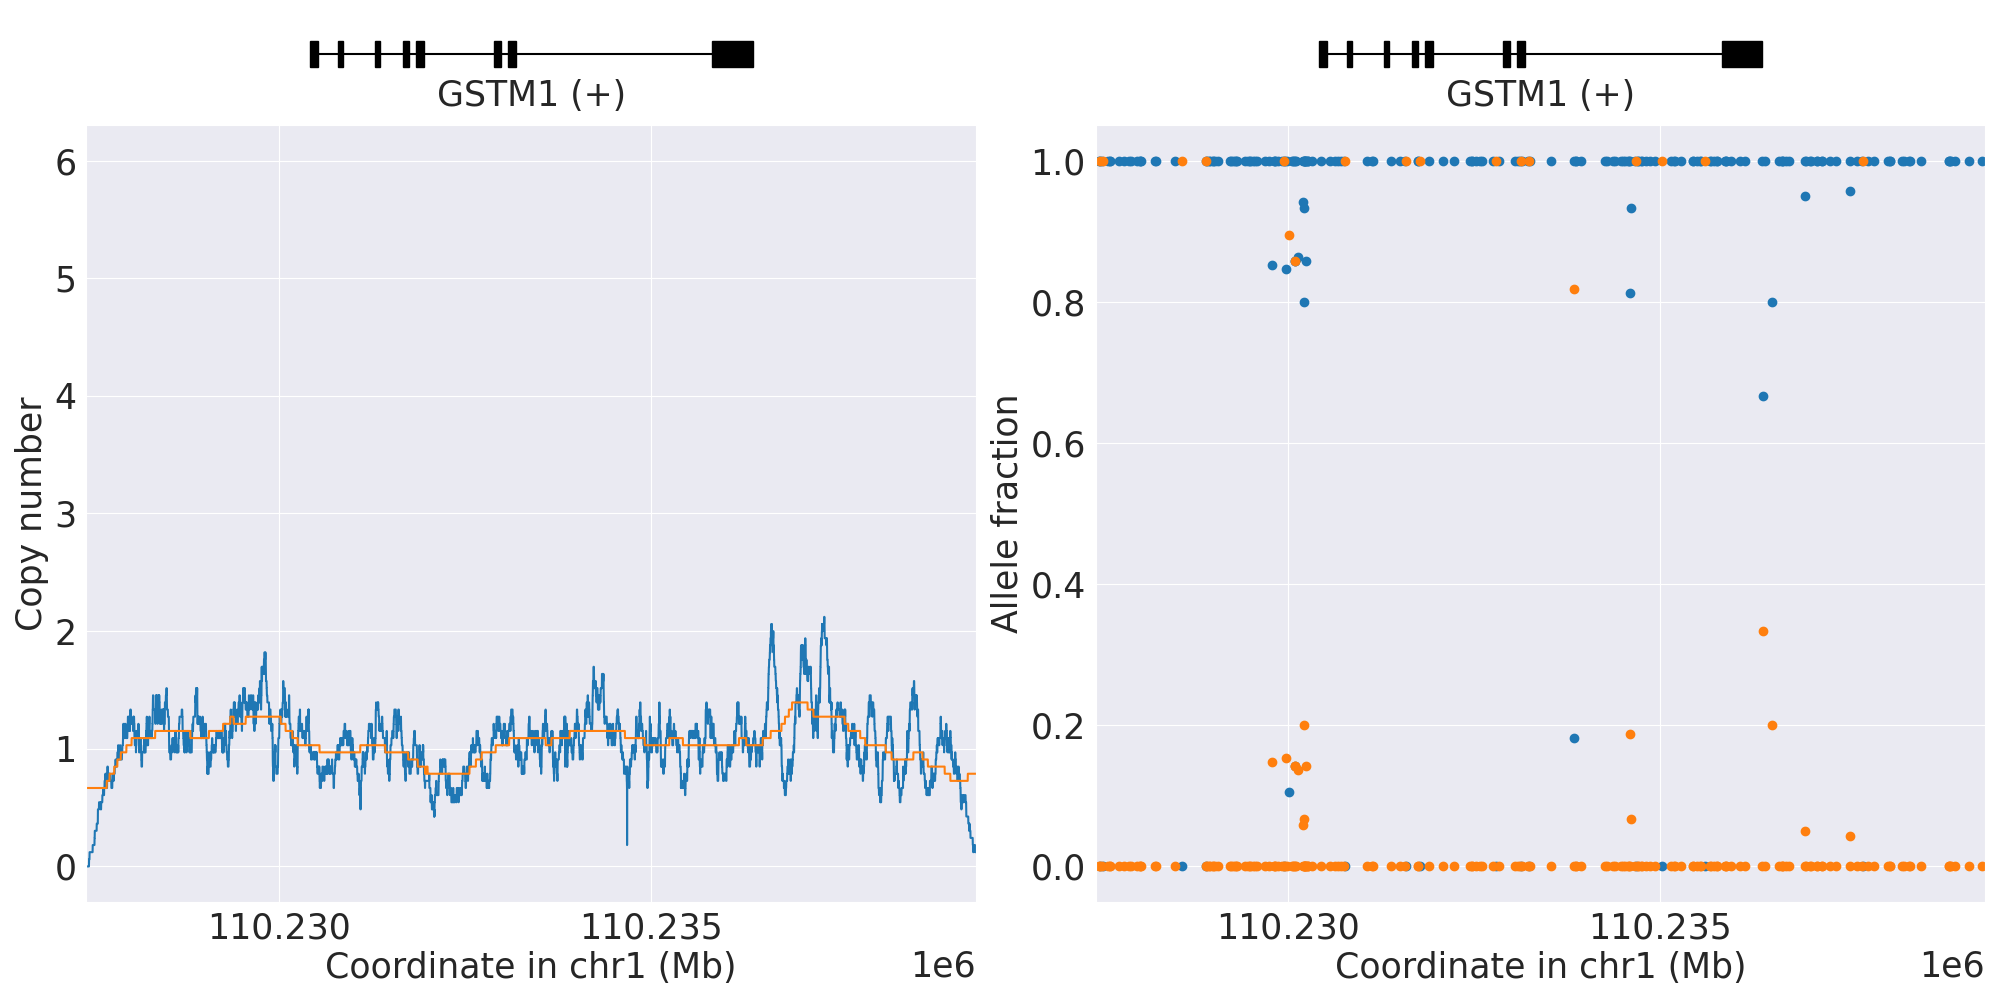 GSTM1 (+)
6
5
4
3
2
1
0
Copy number
110.230
110.235
Coordinate in chr1 (Mb)
1e6
GSTM1 (+)
1.0
0.8
0.6
0.4
0.2
0.0
Allele fraction
110.230
110.235
Coordinate in chr1 (Mb)
1e6